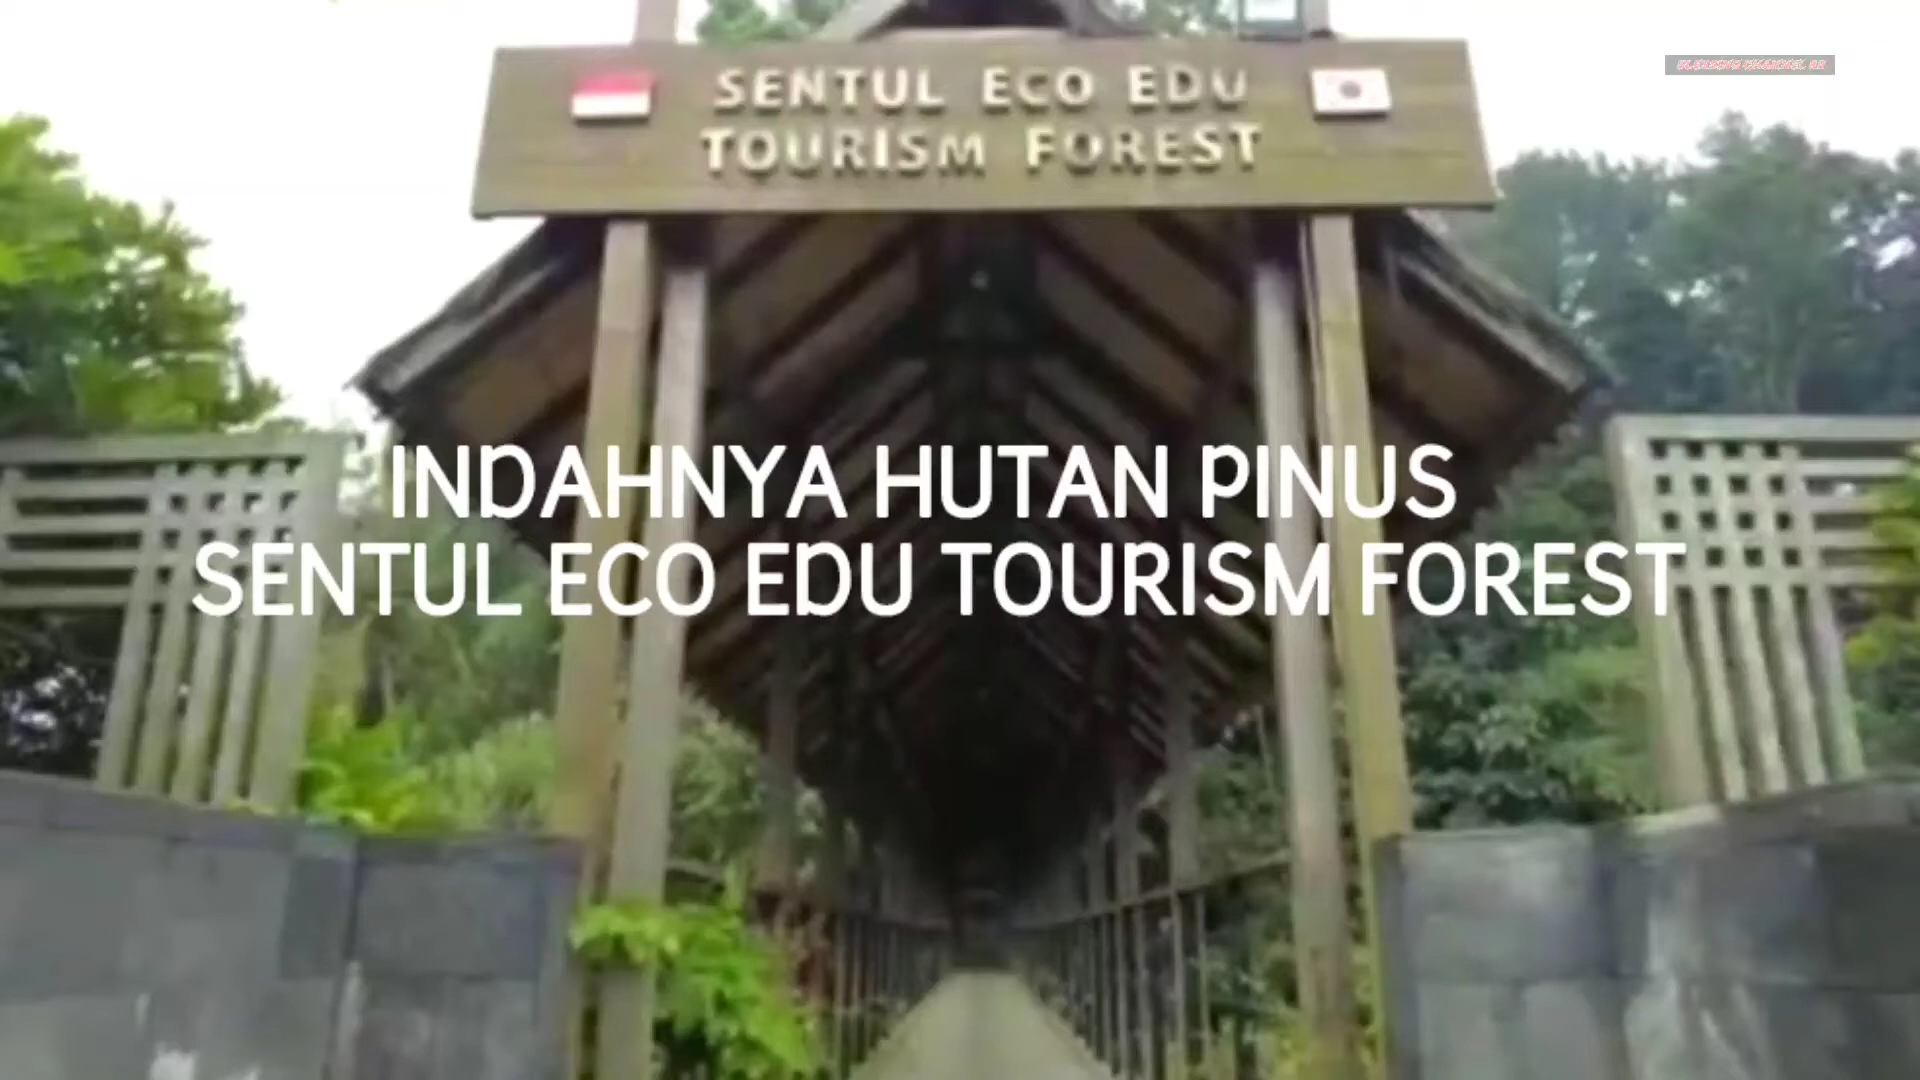 SENTUL ECO EDU
TOURISM FOREST
INDAHNYA HUTAN PINUS
SENTUL ECO EDU TOURISM FOREST